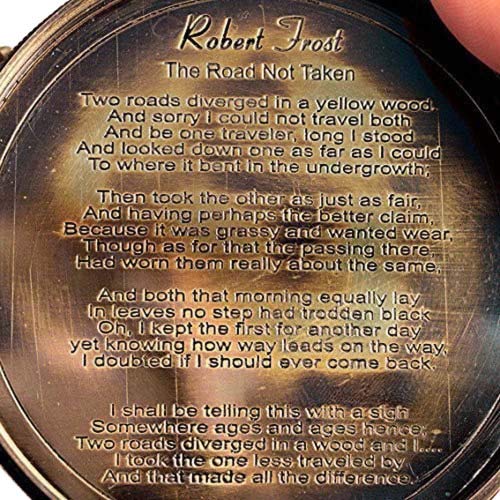 Robert Frost
The Road Not Taken
Two roads diverged in a yellow wood.
And sorry I could not travel both
And be one traveler, long I stood
And looked down one as far as I could
To where it bent in the undergrowth;
Then took the other as just as fair,
And having perhaps the better claim,
Because it was grassy and wanted wear,
Though as for that the passing there,
Had worn them really about the same,
And both that morning equally lay
In leaves no step had trodden black
Oh, I kept the first for another day
yet knowing how way leads on the way,
I doubted if I should ever come back.
I shall be telling this with a sigh
Somewhere ages and ages hence;
Two roads diverged in a wood and I....
I took the one less traveled by
And that made all the difference.